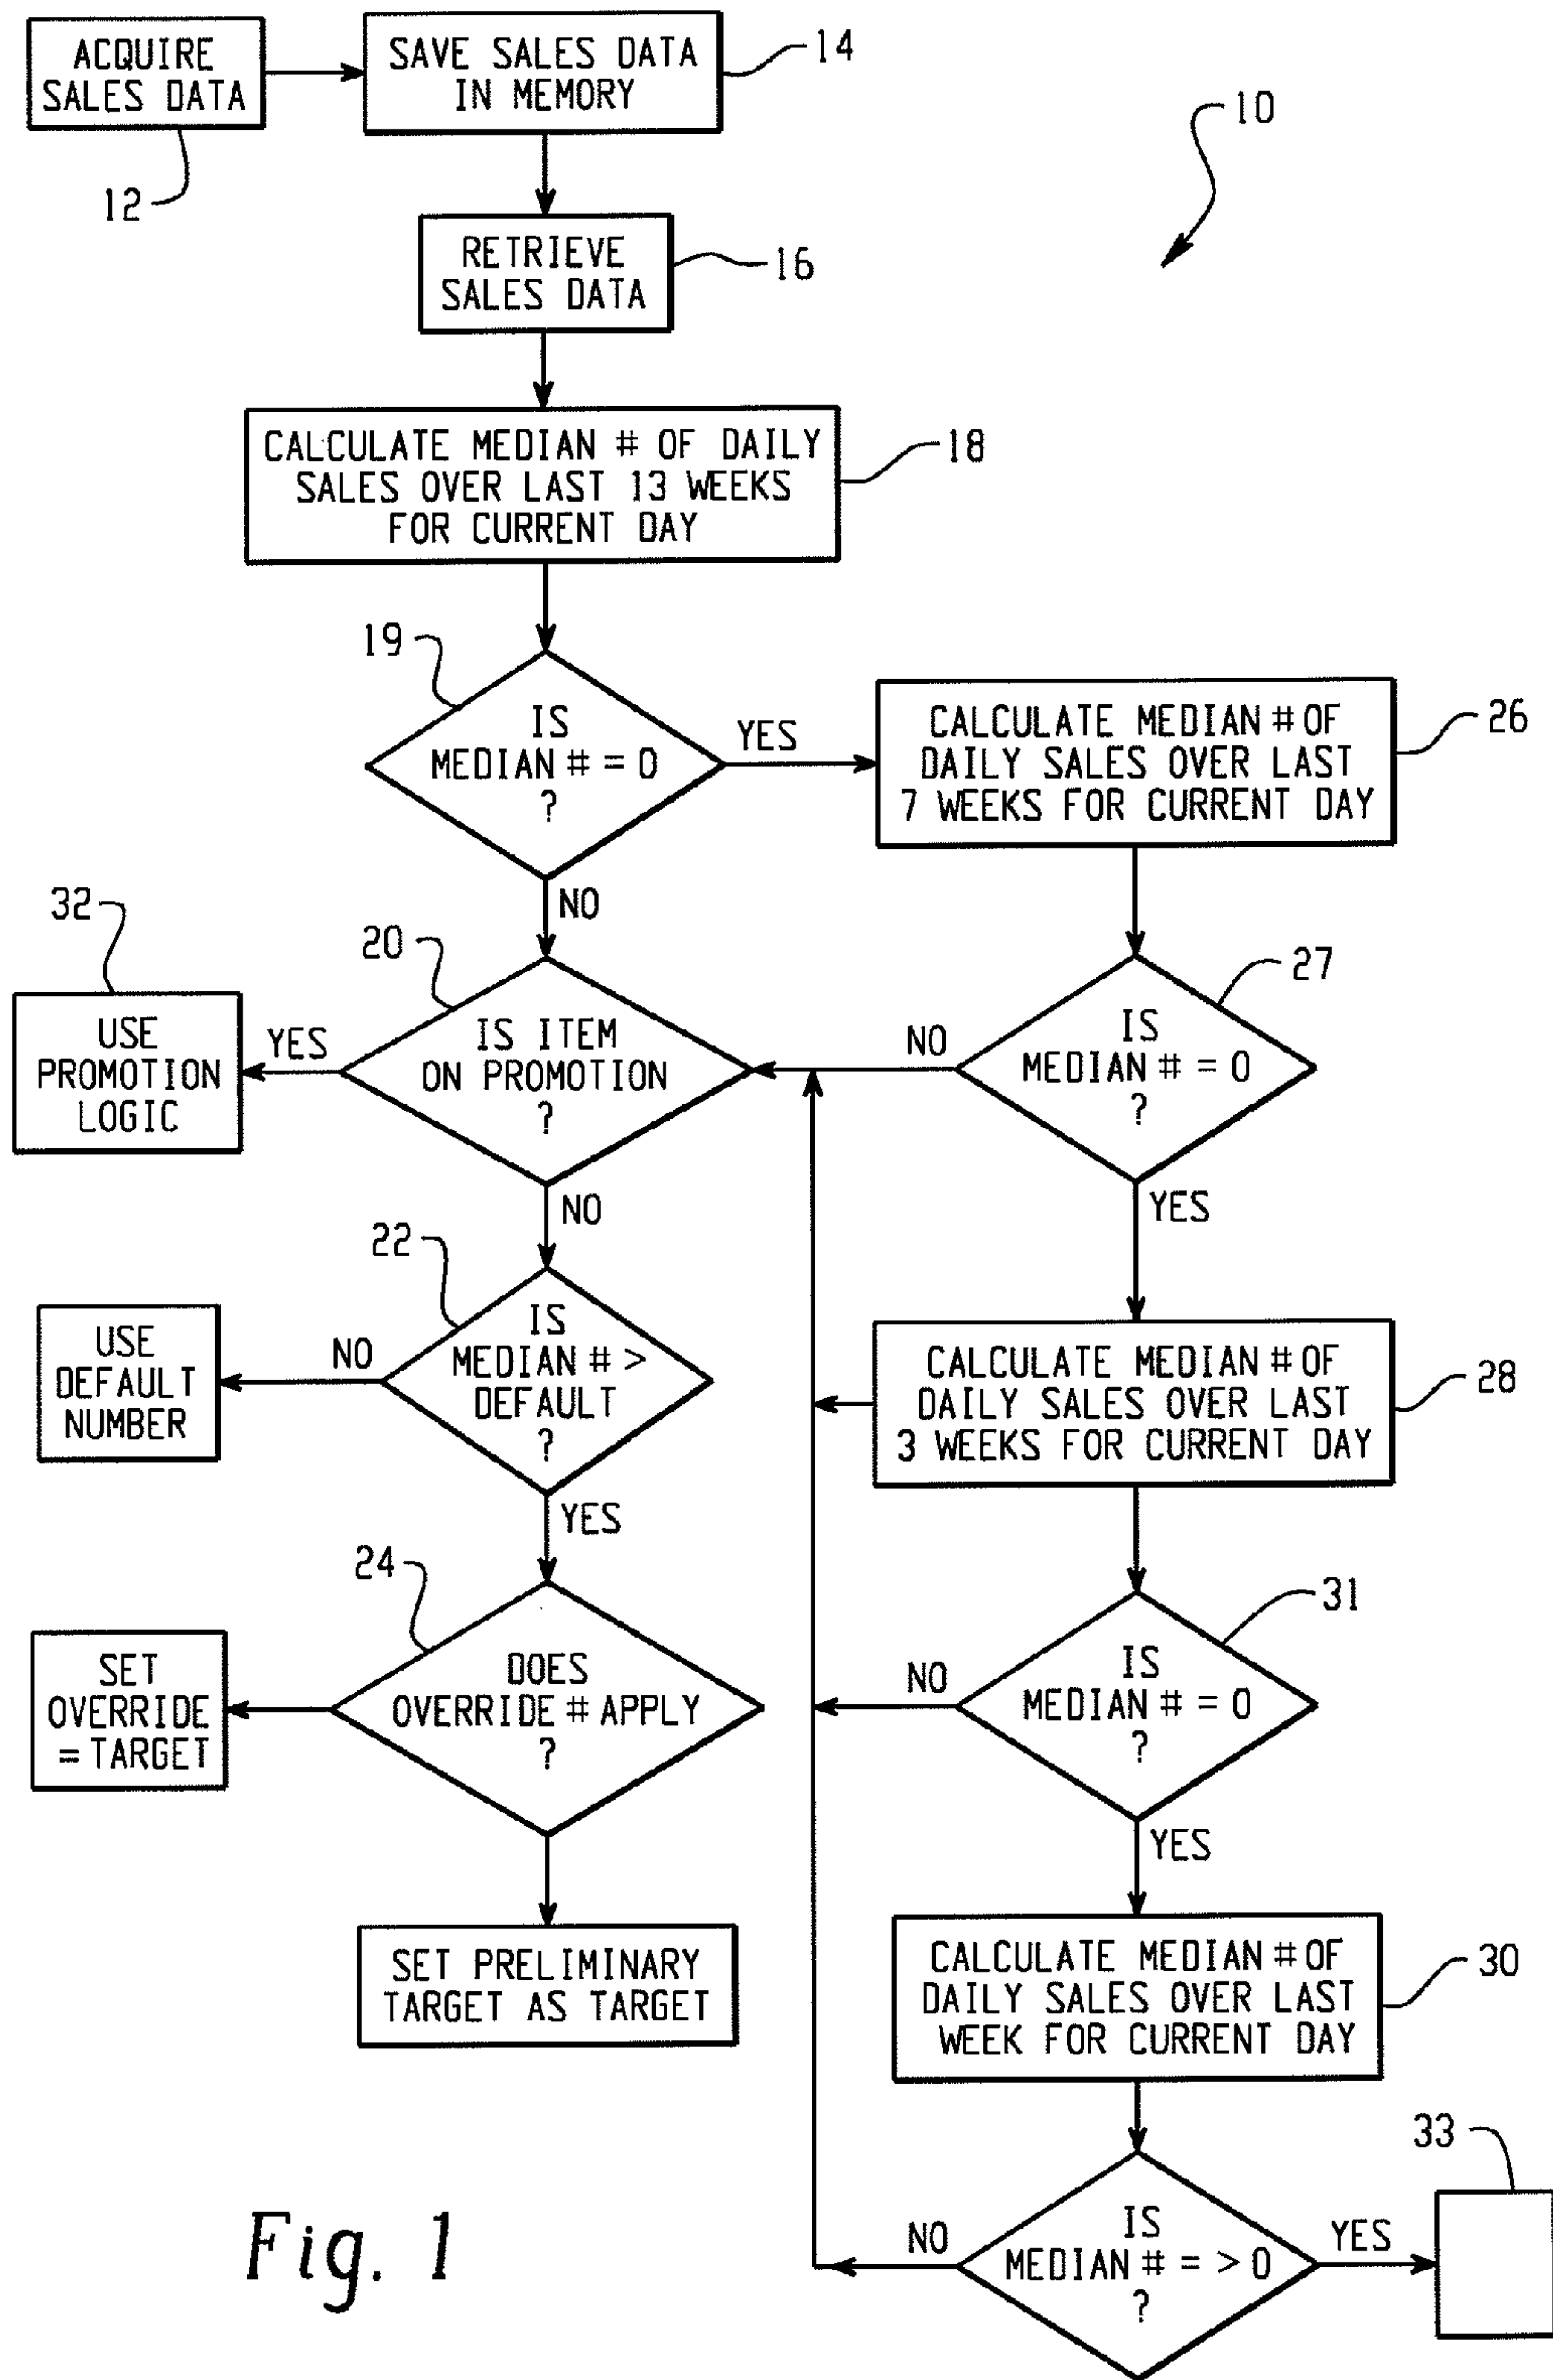 ACQUIRE
SALES DATA
12
SAVE SALES DATA
IN MEMORY
14
10
RETRIEVE
SALES DATA
16
CALCULATE MEDIAN # OF DAILY
SALES OVER LAST 13 WEEKS
FOR CURRENT DAY
18
19
IS
MEDIAN # = 0
?
YES
NO
CALCULATE MEDIAN # OF
DAILY SALES OVER LAST
7 WEEKS FOR CURRENT DAY
26
32
USE
PROMOTION
LOGIC
YES
20
IS ITEM
ON PROMOTION
?
NO
NO
27
IS
MEDIAN # = 0
?
YES
22
IS
MEDIAN # >
DEFAULT
?
NO
USE
DEFAULT
NUMBER
YES
CALCULATE MEDIAN # OF
DAILY SALES OVER LAST
3 WEEKS FOR CURRENT DAY
28
24
DOES
OVERRIDE # APPLY
?
SET
OVERRIDE
= TARGET
31
NO
IS
MEDIAN # = 0
?
YES
SET PRELIMINARY
TARGET AS TARGET
CALCULATE MEDIAN # OF
DAILY SALES OVER LAST
WEEK FOR CURRENT DAY
30
33
NO
IS
MEDIAN # = > 0
?
YES
Fig. 1